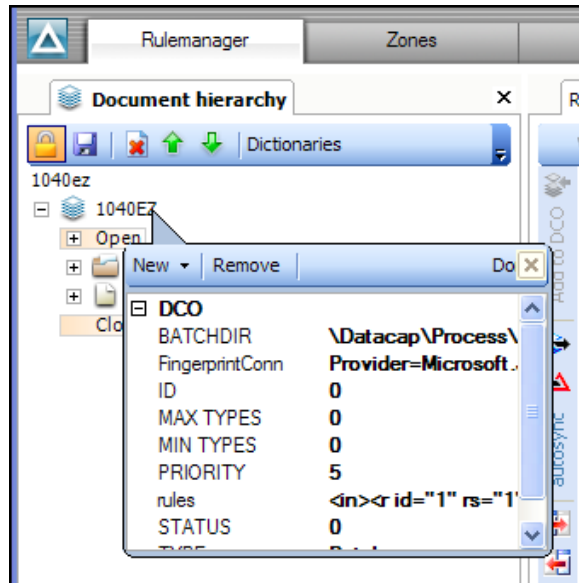 Rulemanager Zones
Document hierarchy
Dictionaries
1040ez
1040EZ
Open
New Remove Do
Clo
DCO
BATCHDIR \Datacap\Process\
FingerprintConn Provider=Microsoft.
ID 0
MAX TYPES 0
MIN TYPES 0
PRIORITY 5
rules <in><r id="1" rs="1"
STATUS 0
R
Add to DCO
autosync